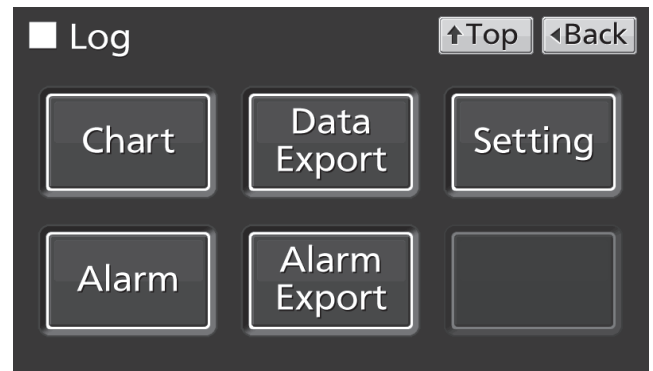 Log
Top
Back
Chart
Data
Export
Setting
Alarm
Alarm
Export